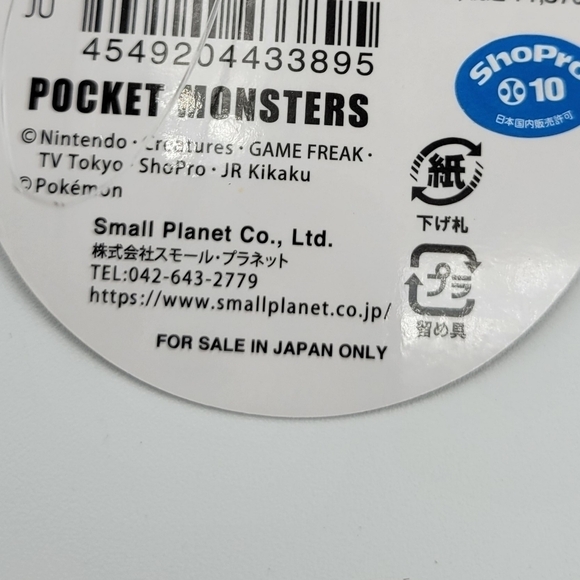 4549204433895
POCKET MONSTERS
©Nintendo・Creatures・GAME FREAK・
TV Tokyo・ShoPro・JR Kikaku
©Pokémon
ShoPro
10
日本国内販売許可
紙
下げ札
Small Planet Co., Ltd.
株式会社スモール・プラネット
TEL:042-643-2779
https://www.smallplanet.co.jp/
プラ
留め具
FOR SALE IN JAPAN ONLY